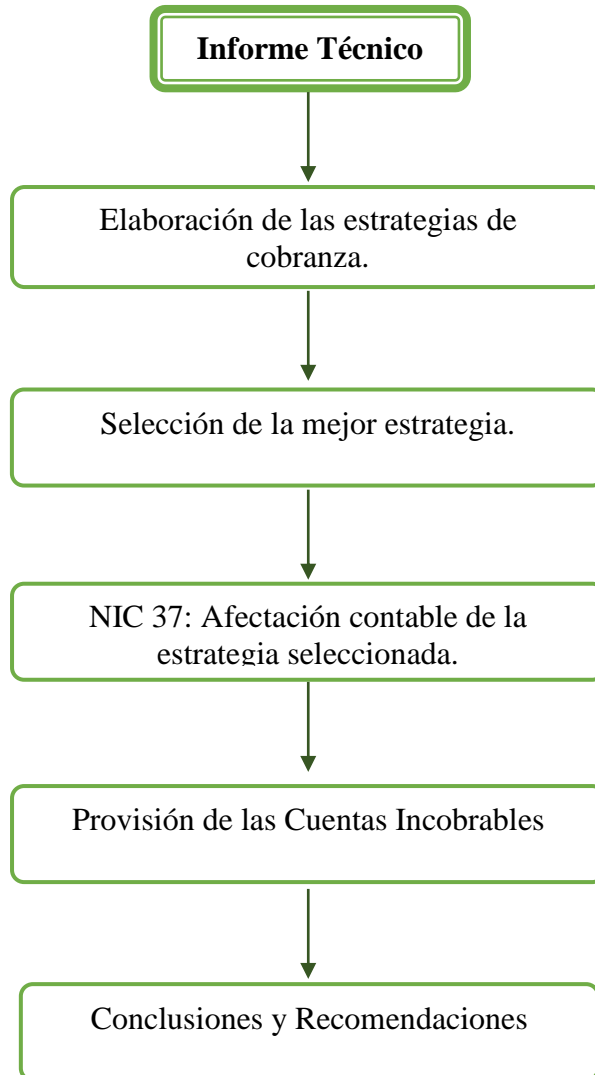 Informe Técnico
Elaboración de las estrategias de
cobranza.
Selección de la mejor estrategia.
NIC 37: Afectación contable de la
estrategia seleccionada.
Provisión de las Cuentas Incobrables
Conclusiones y Recomendaciones